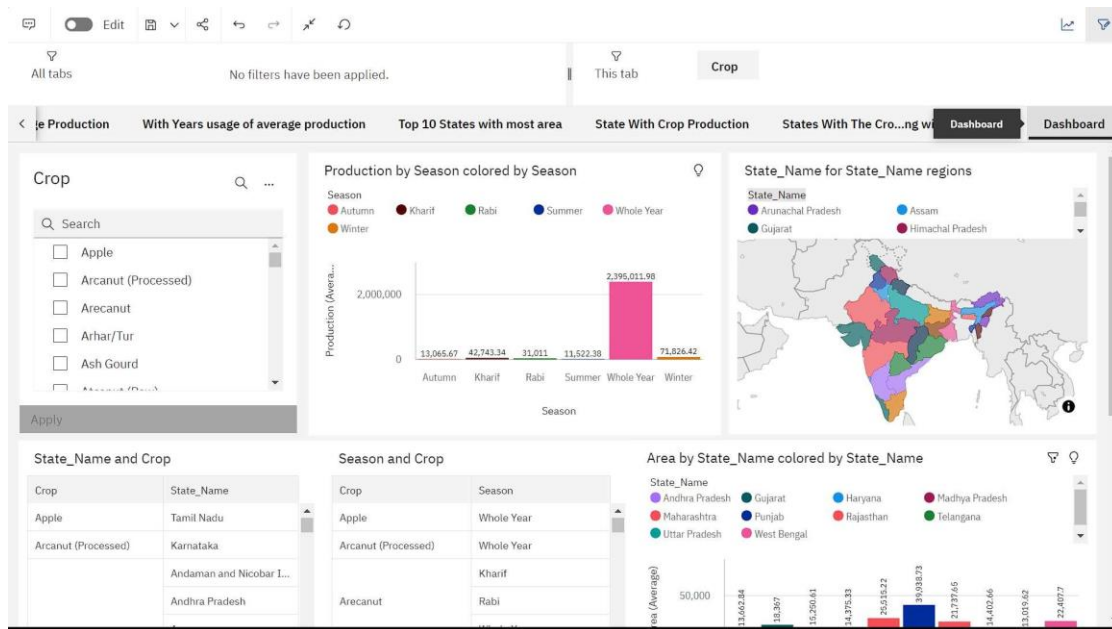 Edit
All tabs
No filters have been applied.
This tab
Crop
ge Production
With Years usage of average production
Top 10 States with most area
State With Crop Production
States With The Cro...ng wi
Dashboard
Dashboard
Crop
...
Search
Apple
Arcanut (Processed)
Arecanut
Arhar/Tur
Ash Gourd
Apply
Production by Season colored by Season
Season
Autumn Kharif Rabi Summer Whole Year
Winter
Production (Avera...
2,000,000
0
13,065.67 42,743.34 31,011 11,522.38 2,395,011.98 71,826.42
Autumn Kharif Rabi Summer Whole Year Winter
Season
State_Name for State_Name regions
State_Name
Arunachal Pradesh Assam
Gujarat Himachal Pradesh
State_Name and Crop
Crop State_Name
Apple Tamil Nadu
Arcanut (Processed) Karnataka
Andaman and Nicobar I...
Andhra Pradesh
Season and Crop
Crop Season
Apple Whole Year
Arcanut (Processed) Whole Year
Kharif
Arecanut Rabi
Area by State_Name colored by State_Name
State_Name
Andhra Pradesh Gujarat Haryana Madhya Pradesh
Maharashtra Punjab Rajasthan Telangana
Uttar Pradesh West Bengal
rea (Average)
50,000
13,662.84 18,367 15,250.61 14,375.33 25,515.22 39,938.73 21,737.65 14,402.66 13,019.62 22,407.7